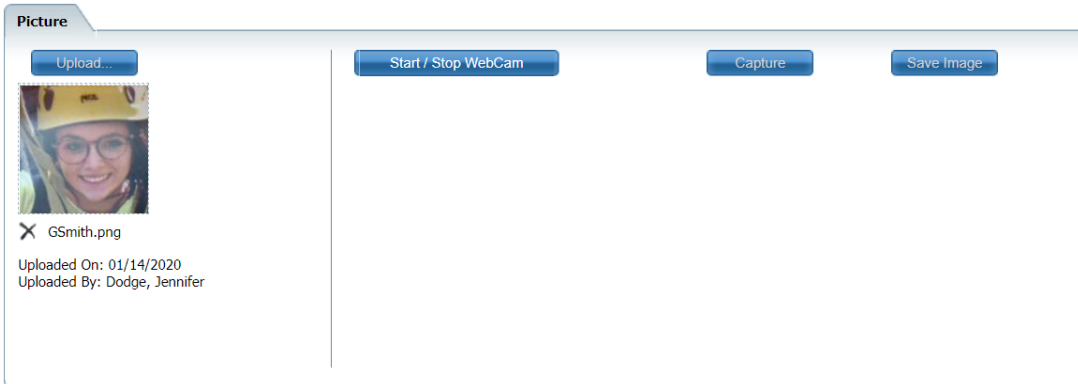 Picture
Upload...
Start / Stop WebCam
Capture
Save Image
GSmith.png
Uploaded On: 01/14/2020
Uploaded By: Dodge, Jennifer